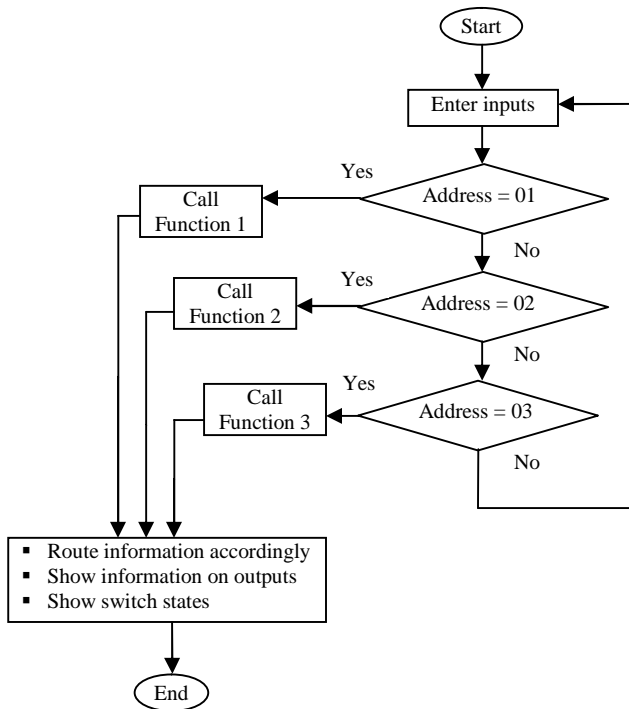 Start
Enter inputs
Yes
Call
Function 1
Address = 01
No
Yes
Call
Function 2
Address = 02
No
Yes
Call
Function 3
Address = 03
No
▪ Route information accordingly
▪ Show information on outputs
▪ Show switch states
End